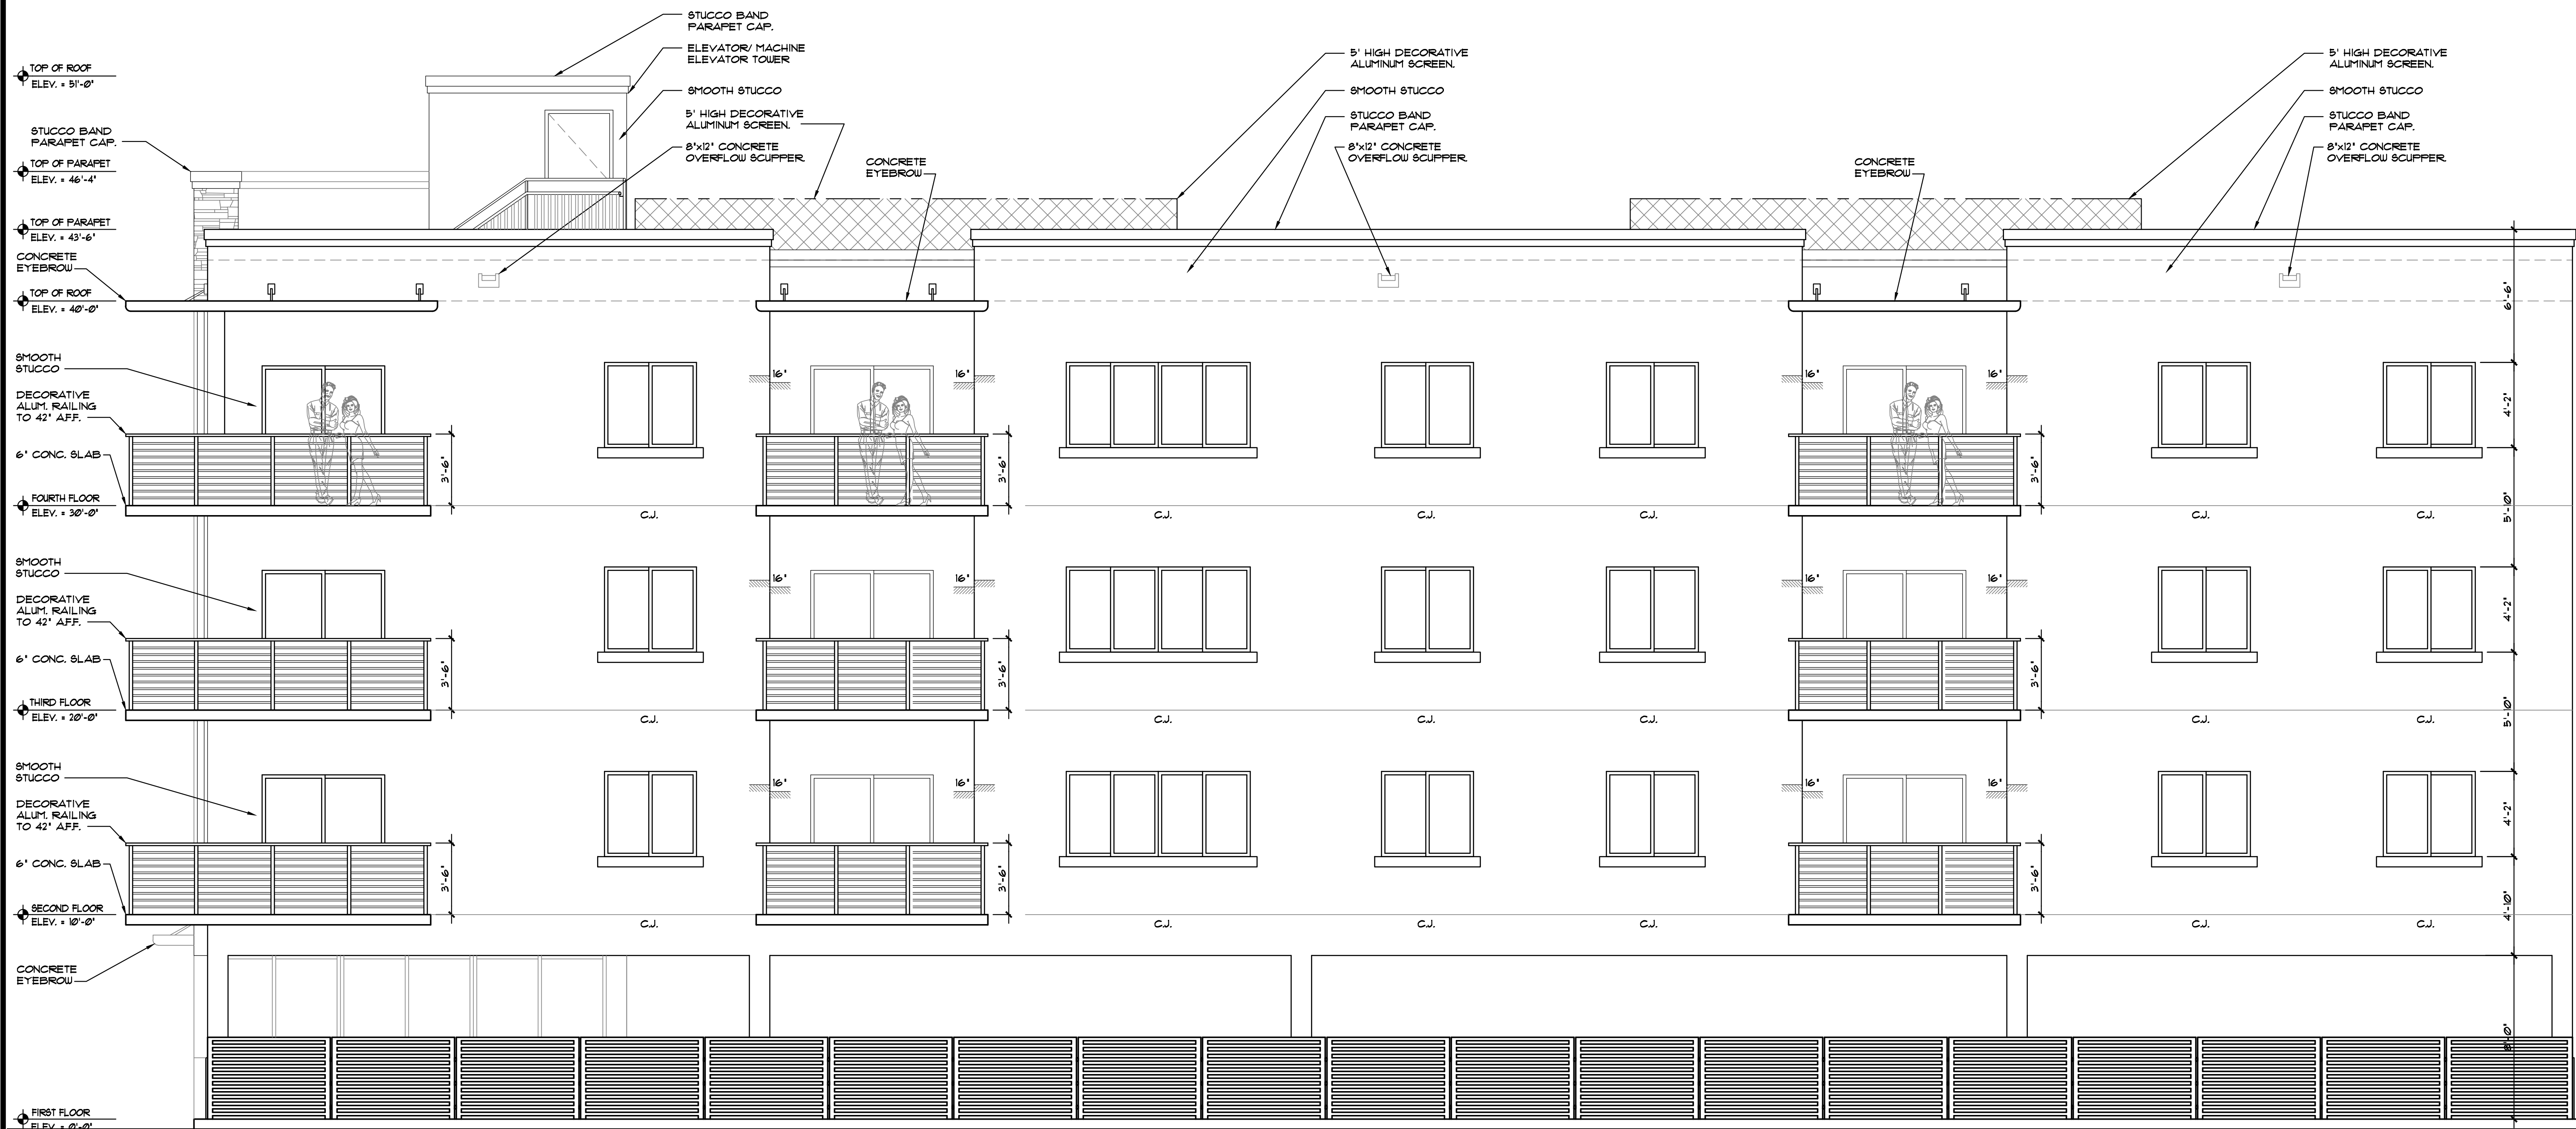 STUCCO BAND
PARAPET CAP.
ELEVATOR/ MACHINE
ELEVATOR TOWER
SMOOTH STUCCO
5' HIGH DECORATIVE
ALUMINUM SCREEN.
8"x12" CONCRETE
OVERFLOW SCUPPER.
CONCRETE
EYEBROW
5' HIGH DECORATIVE
ALUMINUM SCREEN.
SMOOTH STUCCO
STUCCO BAND
PARAPET CAP.
8"x12" CONCRETE
OVERFLOW SCUPPER.
CONCRETE
EYEBROW
5' HIGH DECORATIVE
ALUMINUM SCREEN.
SMOOTH STUCCO
STUCCO BAND
PARAPET CAP.
8"x12" CONCRETE
OVERFLOW SCUPPER.
TOP OF ROOF
ELEV. = 51'-0"
STUCCO BAND
PARAPET CAP.
TOP OF PARAPET
ELEV. = 46'-4"
TOP OF PARAPET
ELEV. = 43'-6"
CONCRETE
EYEBROW
TOP OF ROOF
ELEV. = 40'-0"
6'-6"
SMOOTH
STUCCO
16" 16" 16" 16"
DECORATIVE
ALUM. RAILING
TO 42" A.F.F.
4'-2"
6" CONC. SLAB
3'-6" 3'-6" 3'-6"
FOURTH FLOOR
ELEV. = 30'-0"
C.J. C.J. C.J. C.J. C.J. C.J.
5'-10"
SMOOTH
STUCCO
16" 16" 16" 16"
DECORATIVE
ALUM. RAILING
TO 42" A.F.F.
4'-2"
6" CONC. SLAB
3'-6" 3'-6" 3'-6"
THIRD FLOOR
ELEV. = 20'-0"
C.J. C.J. C.J. C.J. C.J. C.J.
5'-10"
SMOOTH
STUCCO
16" 16" 16" 16"
DECORATIVE
ALUM. RAILING
TO 42" A.F.F.
4'-2"
6" CONC. SLAB
3'-6" 3'-6" 3'-6"
SECOND FLOOR
ELEV. = 10'-0"
C.J. C.J. C.J. C.J. C.J. C.J.
4'-10"
CONCRETE
EYEBROW
8'-0"
FIRST FLOOR
ELEV. = 0'-0"